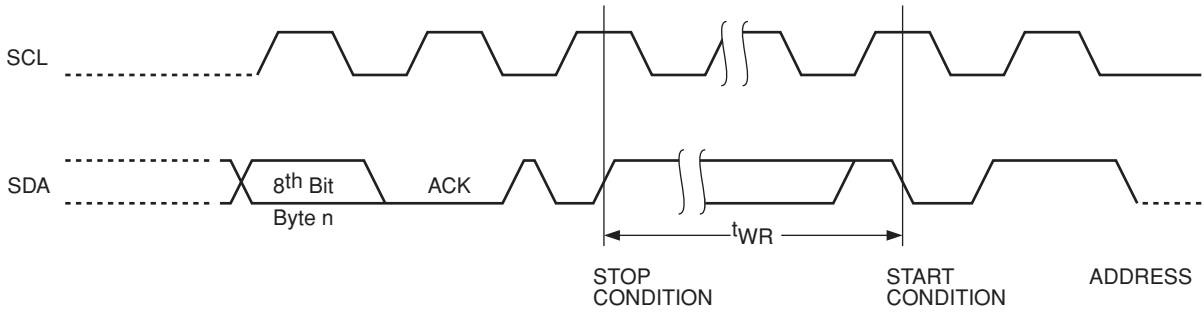 SCL
SDA
8th Bit
Byte n
ACK
tWR
STOP
CONDITION
START
CONDITION
ADDRESS